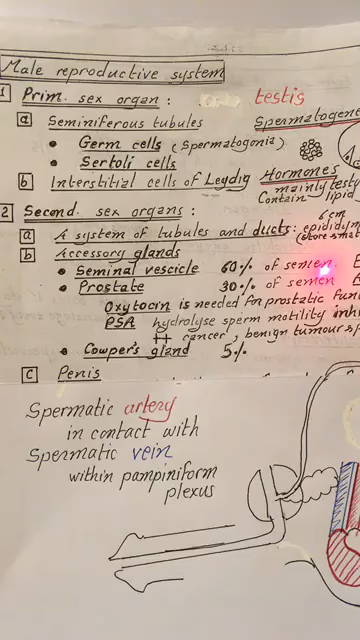 Male reproductive system
1 Prim. sex organ : testis
a Seminiferous tubules Spermatogene
• Germ cells (Spermatogonia)
• Sertoli cells
b Interstitial cells of Leydig Hormones
mainly testo
Contain lipid
2 Second. sex organs :
6 cm
a A system of tubules and ducts: epididym
(store & mat
b Accessory glands
• Seminal vescicle 60% of semen
• Prostate 30% of semen
Oxytocin is needed for prostatic fun
PSA hydrolyse sperm motility inhi
++ cancer, benign tumour &
• Cowper's gland 5%
c Penis
Spermatic artery
in contact with
Spermatic vein
within pampiniform
plexus